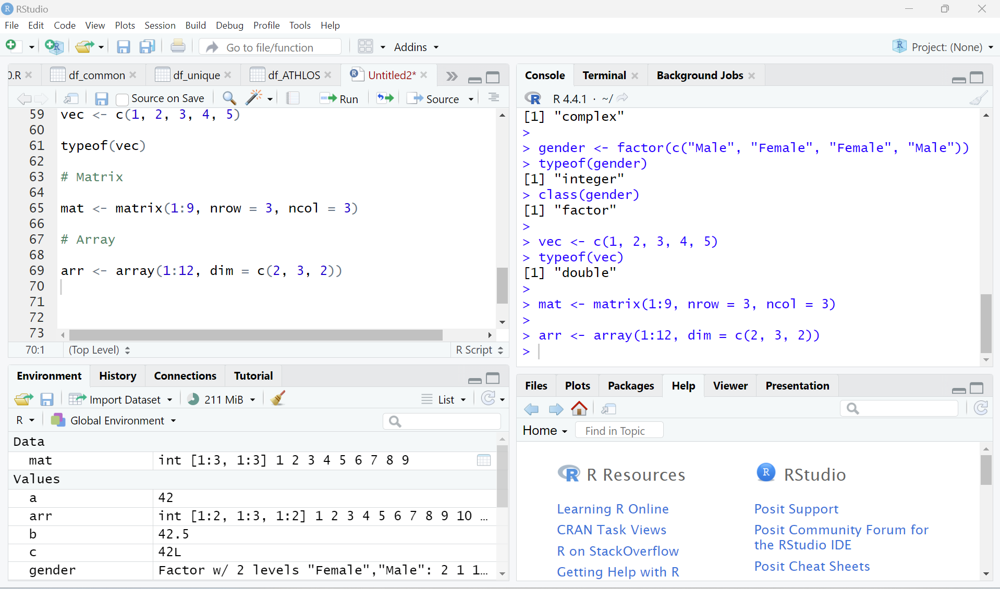 RStudio
File Edit Code View Plots Session Build Debug Profile Tools Help
Go to file/function Addins Project: (None)
0.R df_common df_unique df_ATHLOS Untitled2*
Source on Save Run Source
59 vec <- c(1, 2, 3, 4, 5)
60
61 typeof(vec)
62
63 # Matrix
64
65 mat <- matrix(1:9, nrow = 3, ncol = 3)
66
67 # Array
68
69 arr <- array(1:12, dim = c(2, 3, 2))
70
71
72
73
70:1 (Top Level) R Script
Console Terminal Background Jobs
R 4.4.1 · ~/
[1] "complex"
>
> gender <- factor(c("Male", "Female", "Female", "Male"))
> typeof(gender)
[1] "integer"
> class(gender)
[1] "factor"
>
> vec <- c(1, 2, 3, 4, 5)
> typeof(vec)
[1] "double"
>
> mat <- matrix(1:9, nrow = 3, ncol = 3)
>
> arr <- array(1:12, dim = c(2, 3, 2))
>
Environment History Connections Tutorial
Import Dataset 211 MiB List
R Global Environment
Data
mat int [1:3, 1:3] 1 2 3 4 5 6 7 8 9
Values
a 42
arr int [1:2, 1:3, 1:2] 1 2 3 4 5 6 7 8 9 10 ...
b 42.5
c 42L
gender Factor w/ 2 levels "Female","Male": 2 1 1...
Files Plots Packages Help Viewer Presentation
Home Find in Topic
R Resources
Learning R Online
CRAN Task Views
R on StackOverflow
Getting Help with R
RStudio
Posit Support
Posit Community Forum for
the RStudio IDE
Posit Cheat Sheets